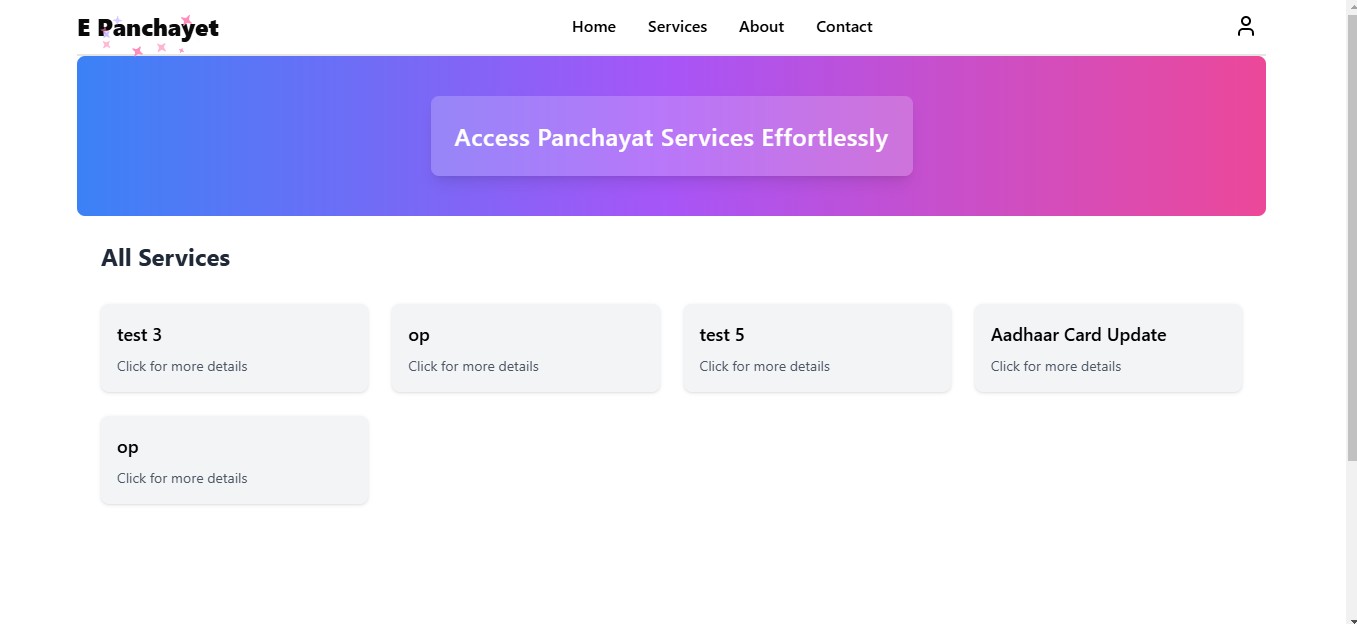 E Panchayet
Home Services About Contact
Access Panchayat Services Effortlessly
All Services
test 3
Click for more details
op
Click for more details
test 5
Click for more details
Aadhaar Card Update
Click for more details
op
Click for more details